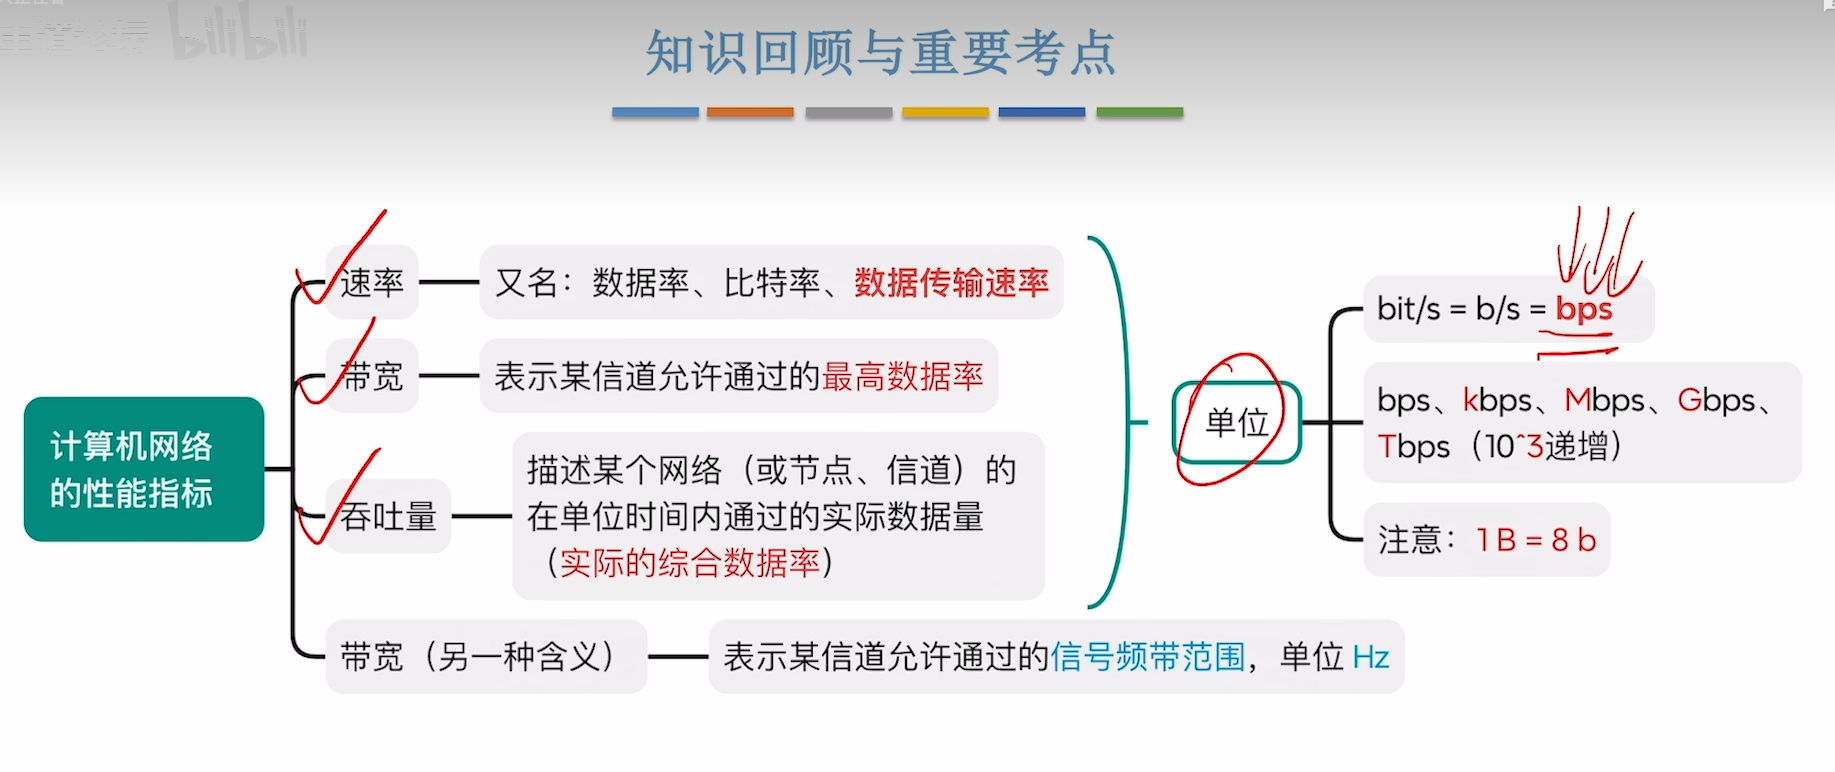 bilibili
知识回顾与重要考点
计算机网络
的性能指标
速率
又名：数据率、比特率、数据传输速率
带宽
表示某信道允许通过的最高数据率
吞吐量
描述某个网络（或节点、信道）的
在单位时间内通过的实际数据量
（实际的综合数据率）
带宽（另一种含义）
表示某信道允许通过的信号频带范围，单位 Hz
单位
bit/s = b/s = bps
bps、kbps、Mbps、Gbps、
Tbps（10^3递增）
注意：1 B = 8 b